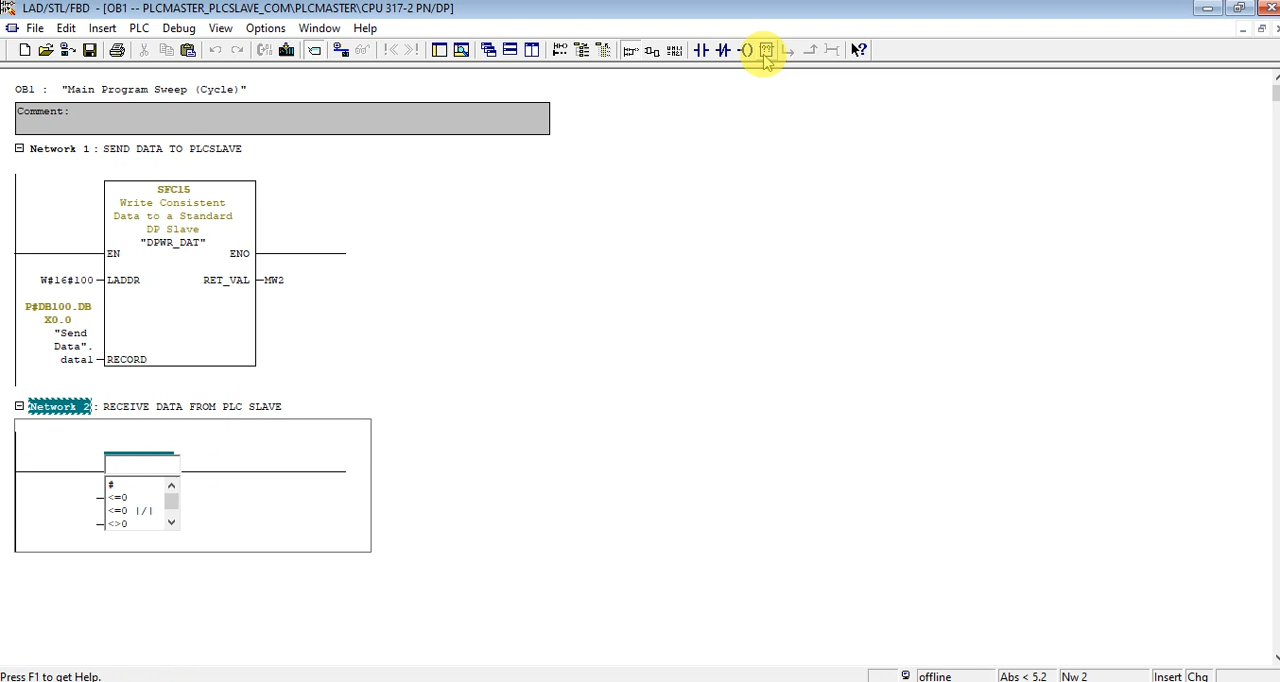 LAD/STL/FBD - [OB1 -- PLCMASTER_PLCSLAVE_COM\PLCMASTER\CPU 317-2 PN/DP]
File Edit Insert PLC Debug View Options Window Help
OB1 : "Main Program Sweep (Cycle)"
Comment:
Network 1 : SEND DATA TO PLCSLAVE
SFC15
Write Consistent
Data to a Standard
DP Slave
"DPWR_DAT"
EN ENO
W#16#100 LADDR RET_VAL MW2
P#DB100.DB
X0.0
"Send
Data".
data1 RECORD
Network 2 : RECEIVE DATA FROM PLC SLAVE
#
<=0
<=0 |/|
<>0
Press F1 to get Help. offline Abs < 5.2 Nw 2 Insert Chg